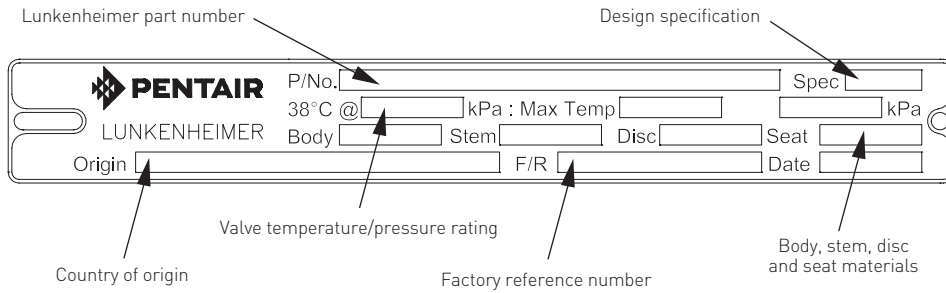 Lunkenheimer part number
Design specification
PENTAIR
LUNKENHEIMER
P/No. Spec
38°C @ kPa : Max Temp kPa
Body Stem Disc Seat
Origin F/R Date
Valve temperature/pressure rating
Country of origin
Factory reference number
Body, stem, disc
and seat materials